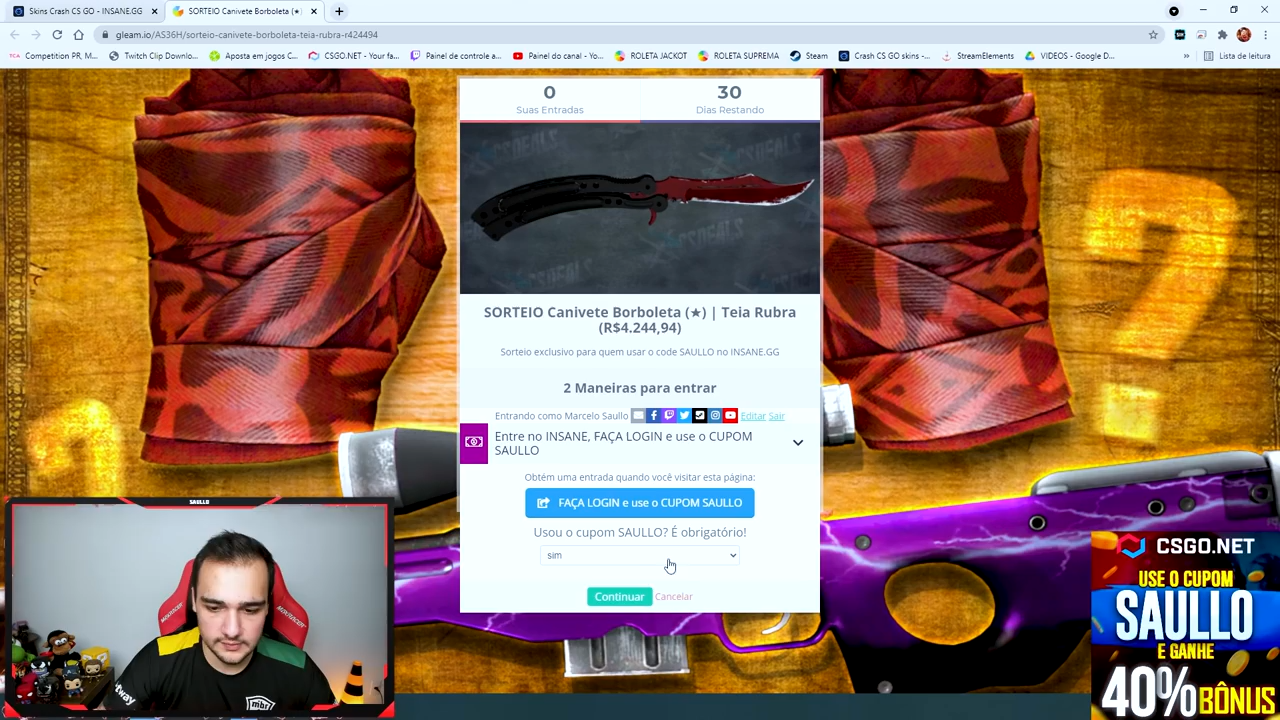 Skins Crash CS GO - INSANE.GG
SORTEIO Canivete Borboleta (★)
gleam.io/AS36H/sorteio-canivete-borboleta-teia-rubra-r424494
Competition PR, M...
Twitch Clip Downlo...
Aposta em jogos C...
CSGO.NET - Your fa...
Painel de controle a...
Painel do canal - Yo...
ROLETA JACKOT
ROLETA SUPREMA
Steam
Crash CS GO skins -...
StreamElements
VIDEOS - Google D...
»
Lista de leitura
0
Suas Entradas
30
Dias Restando
SORTEIO Canivete Borboleta (★) | Teia Rubra
(R$4.244,94)
Sorteio exclusivo para quem usar o code SAULLO no INSANE.GG
2 Maneiras para entrar
Entrando como Marcelo Saullo
Editar Sair
Entre no INSANE, FAÇA LOGIN e use o CUPOM
SAULLO
Obtém uma entrada quando você visitar esta página:
FAÇA LOGIN e use o CUPOM SAULLO
Usou o cupom SAULLO? É obrigatório!
sim
Continuar Cancelar
SAULLO
MAXRACER
mbr
CSGO.NET
USE O CUPOM
SAULLO
E GANHE
40% BÔNUS